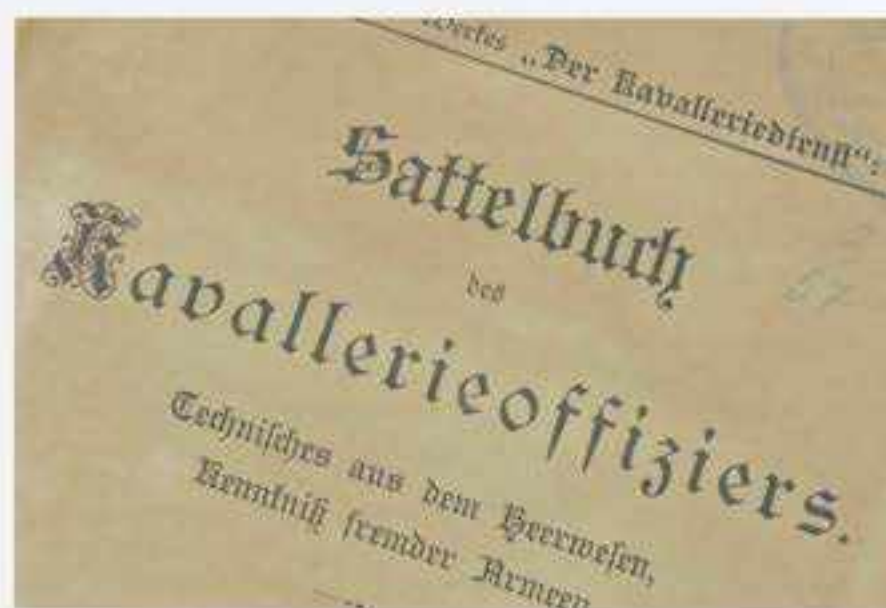 Werkes „Der Kavalleriedienst“:
Sattelbuch
des
Kavallerieoffiziers.
Technisches aus dem Heerwesen,
Kenntniß fremder Armeen